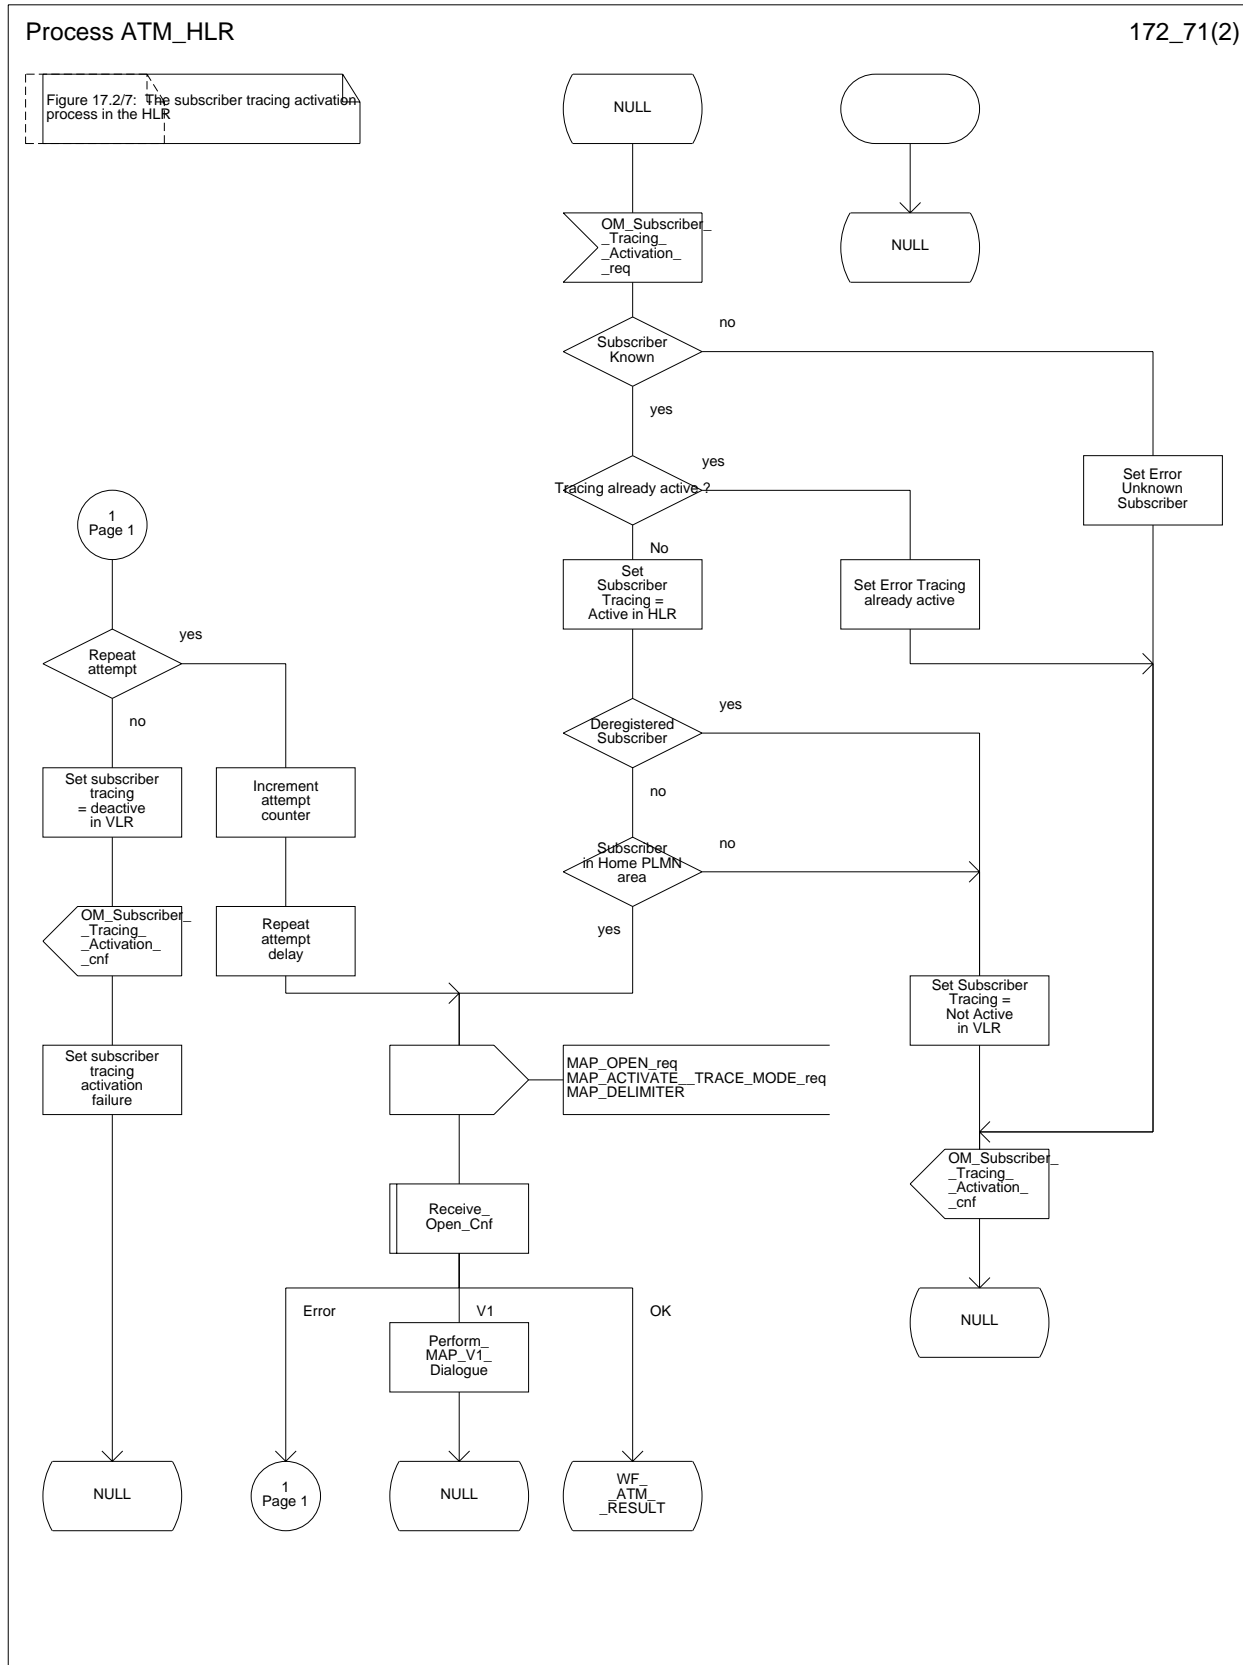 Process ATM_HLR
172_71(2)
Figure 17.2/7:  The subscriber tracing activation
process in the HLR
NULL
OM_Subscriber_
_Tracing_
_Activation_
_req
NULL
Subscriber
Known
no
yes
Tracing already active ?
yes
No
Set Error
Unknown
Subscriber
1
Page 1
Set
Subscriber
Tracing =
Active in HLR
Set Error Tracing
already active
Repeat
attempt
yes
no
Deregistered
Subscriber
yes
no
Set subscriber
tracing
= deactive
in VLR
Increment
attempt
counter
Subscriber
in Home PLMN
area
no
yes
OM_Subscriber_
_Tracing_
_Activation_
_cnf
Repeat
attempt
delay
Set Subscriber
Tracing =
Not Active
in VLR
Set subscriber
tracing
activation
failure
MAP_OPEN_req
MAP_ACTIVATE__TRACE_MODE_req
MAP_DELIMITER
OM_Subscriber_
_Tracing_
_Activation_
_cnf
Receive_
Open_Cnf
Error
V1
OK
NULL
Perform_
MAP_V1_
Dialogue
NULL
1
Page 1
NULL
WF_
_ATM_
_RESULT